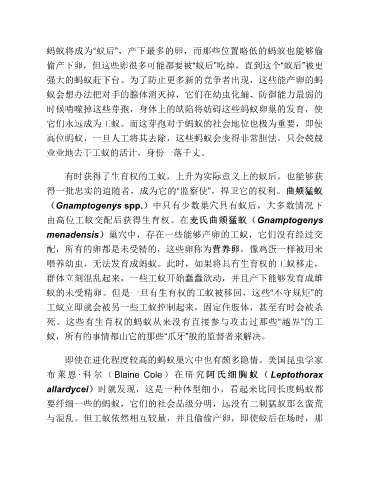 蚂蚁将成为“蚁后”，产下最多的卵，而那些位置略低的蚂蚁也能够偷
偷产下卵，但这些卵很多可能都要被“蚁后”吃掉。直到这个“蚁后”被更
强大的蚂蚁赶下台。为了防止更多新的竞争者出现，这些能产卵的蚂
蚁会想办法把对手的腺体消灭掉，它们在幼虫化蛹、防御能力最弱的
时候啃噬掉这些芽孢，身体上的缺陷将妨碍这些蚂蚁卵巢的发育，使
它们永远成为工蚁。而这芽孢对于蚂蚁的社会地位也极为重要，即使
高位蚂蚁，一旦人工将其去除，这些蚂蚁会变得非常胆怯，只会兢兢
业业地去干工蚁的活计，身份一落千丈。
有时获得了生育权的工蚁，上升为实际意义上的蚁后，也能够获
得一批忠实的追随者，成为它的“监察使”，捍卫它的权利。曲颊猛蚁
（Gnamptogenys spp.）中只有少数巢穴具有蚁后。大多数情况下
由高位工蚁交配后获得生育权。在麦氏曲颊猛蚁（Gnamptogenys
menadensis）巢穴中，存在一些能够产卵的工蚁，它们没有经过交
配，所有的卵都是未受精的，这些卵称为营养卵，像鸡蛋一样被用来
喂养幼虫，无法发育成蚂蚁。此时，如果将具有生育权的工蚁移走，
群体立刻混乱起来，一些工蚁开始蠢蠢欲动，并且产下能够发育成雄
蚁的未受精卵。但是一旦有生育权的工蚁被移回，这些“不守规矩”的
工蚁立即就会被另一些工蚁控制起来，固定住肢体，甚至有时会被杀
死。这些有生育权的蚂蚁从来没有直接参与攻击过那些“越界”的工
蚁，所有的事情都由它的那些“爪牙”般的监督者来解决。
即使在进化程度较高的蚂蚁巢穴中也有颇多隐情。美国昆虫学家
布莱恩·科尔（Blaine Cole）在研究阿氏细胸蚁（Leptothorax
allardycei）时就发现，这是一种体型细小，看起来比同长度蚂蚁都
要纤细一些的蚂蚁，它们的社会品级分明，远没有二刺猛蚁那么蛮荒
与混乱。但工蚁依然相互较量，并且偷偷产卵，即使蚁后在场时，那